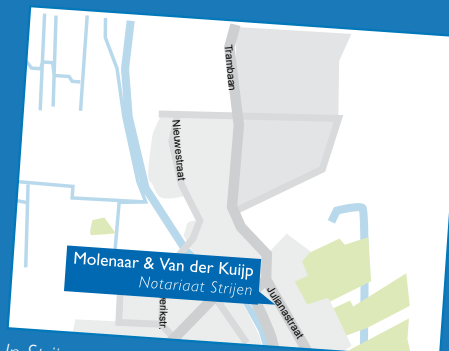 Trambaan
Nieuwestraat
Molenaar & Van der Kuijp
Notariaat Strijen
Julianastraat